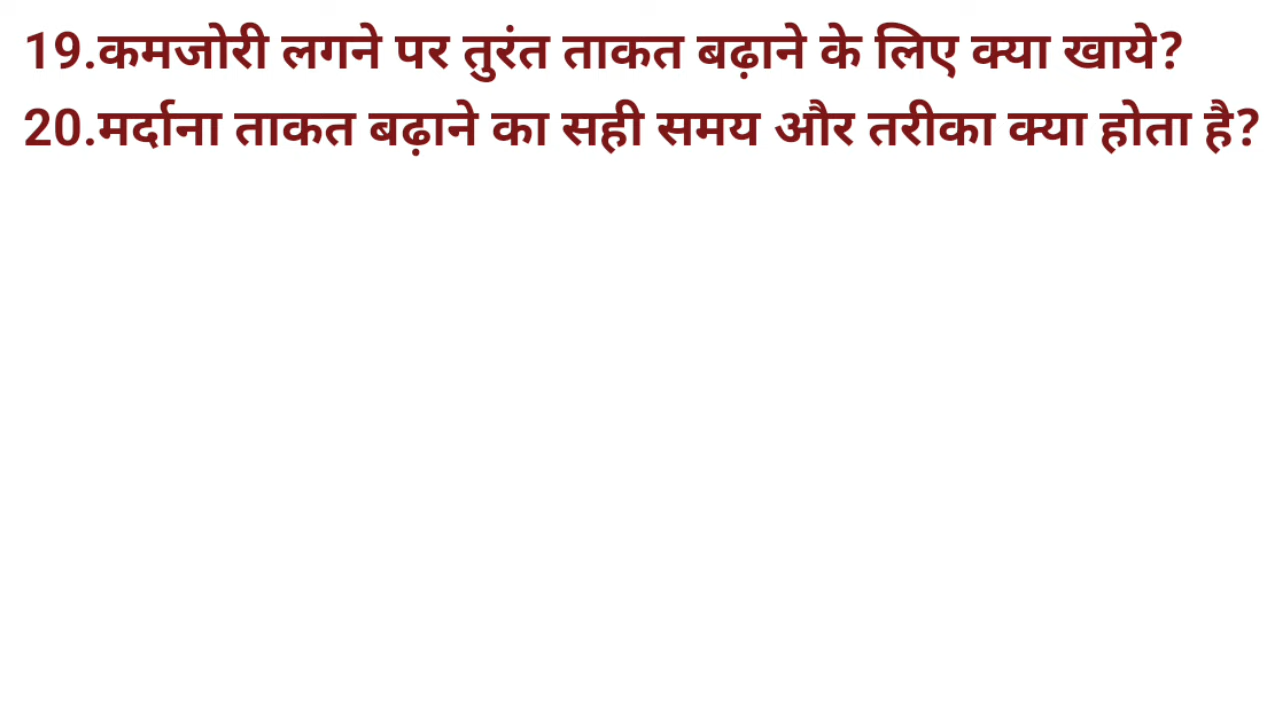 19.कमजोरी लगने पर तुरंत ताकत बढ़ाने के लिए क्या खाये?
20.मर्दाना ताकत बढ़ाने का सही समय और तरीका क्या होता है?